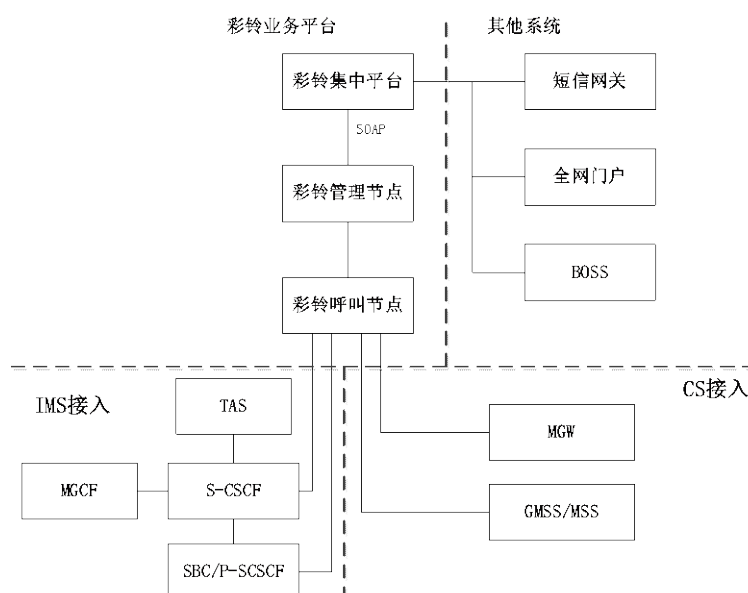 彩铃业务平台
其他系统
彩铃集中平台
短信网关
SOAP
彩铃管理节点
全网门户
BOSS
彩铃呼叫节点
IMS接入
TAS
CS接入
MGW
MGCF
S-CSCF
GMSS/MSS
SBC/P-SCSCF